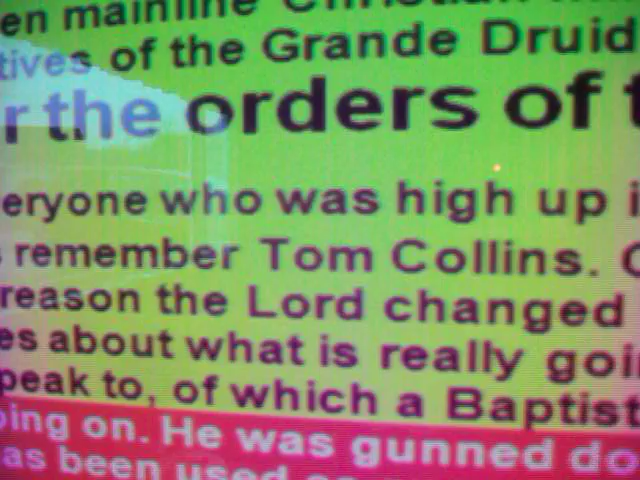 en mainline Christian
tives of the Grande Druid
r the orders of t
eryone who was high up i
s remember Tom Collins. C
reason the Lord changed
es about what is really goi
peak to, of which a Baptist
oing on. He was gunned do
as been used